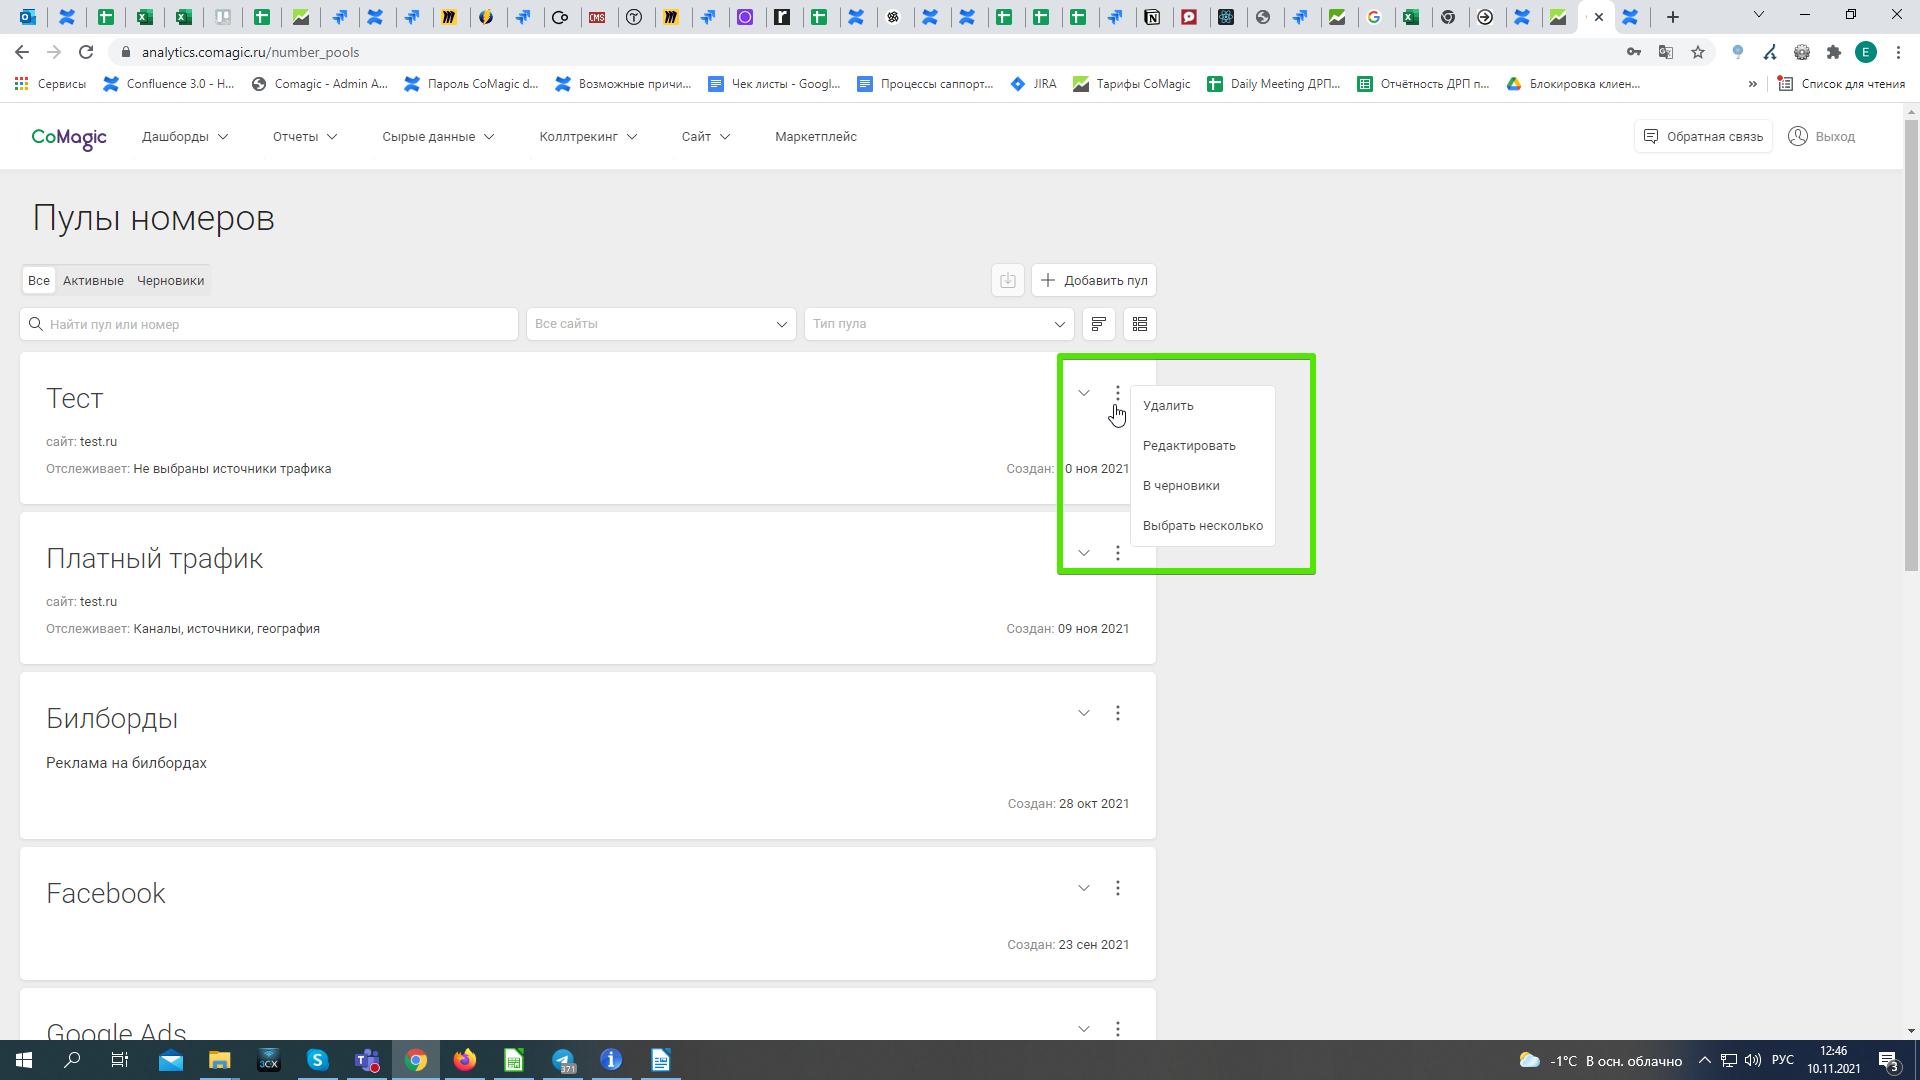 analytics.comagic.ru/number_pools
Сервисы
Confluence 3.0 - Н...
Comagic - Admin A...
Пароль CoMagic d...
Возможные причи...
Чек листы - Googl...
Процессы саппорт...
JIRA
Тарифы CoMagic
Daily Meeting ДРП...
Отчётность ДРП п...
Блокировка клиен...
»
Список для чтения
CoMagic
Дашборды
Отчеты
Сырые данные
Коллтрекинг
Сайт
Маркетплейс
Обратная связь
Выход
Пулы номеров
Все Активные Черновики
Добавить пул
Найти пул или номер
Все сайты
Тип пула
Тест
сайт: test.ru
Отслеживает: Не выбраны источники трафика
Создан: 0 ноя 2021
Удалить
Редактировать
В черновики
Выбрать несколько
Платный трафик
сайт: test.ru
Отслеживает: Каналы, источники, география
Создан: 09 ноя 2021
Билборды
Реклама на билбордах
Создан: 28 окт 2021
Facebook
Создан: 23 сен 2021
Google Ads
3CX
371
-1°C В осн. облачно
РУС
12:46
10.11.2021
3